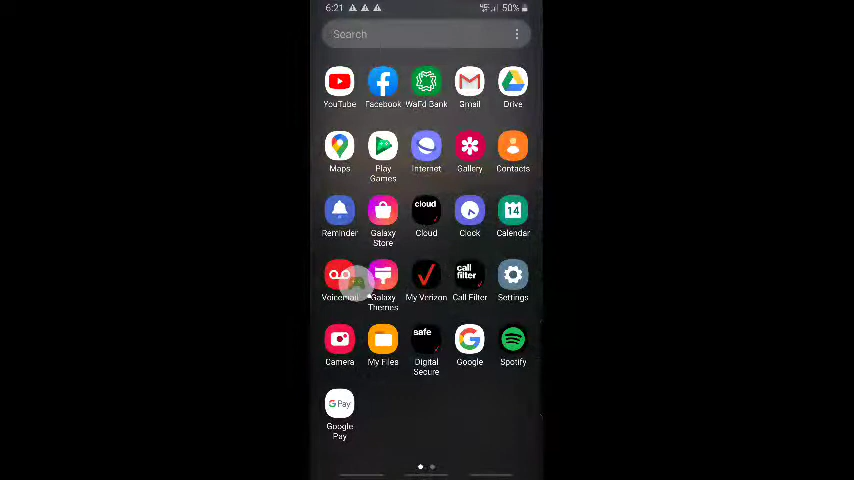 6:21 50%
Search
YouTube Facebook WaFd Bank Gmail Drive
Maps Play Games Internet Gallery Contacts
cloud 14
Reminder Galaxy Store Cloud Clock Calendar
call filter
Voicemail Galaxy Themes My Verizon Call Filter Settings
safe G
Camera My Files Digital Secure Google Spotify
G Pay
Google Pay